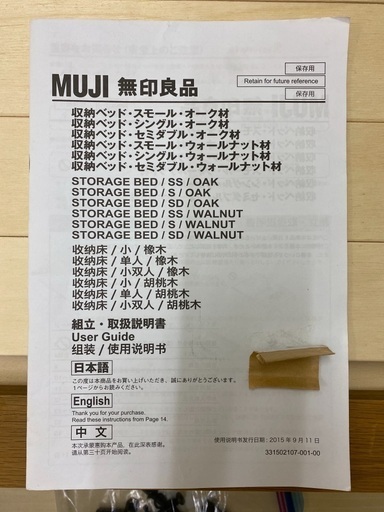 保存用
Retain for future reference
保存用
MUJI 無印良品
収納ベッド・スモール・オーク材
収納ベッド・シングル・オーク材
収納ベッド・セミダブル・オーク材
収納ベッド・スモール・ウォールナット材
収納ベッド・シングル・ウォールナット材
収納ベッド・セミダブル・ウォールナット材
STORAGE BED / SS / OAK
STORAGE BED / S / OAK
STORAGE BED / SD / OAK
STORAGE BED / SS / WALNUT
STORAGE BED / S / WALNUT
STORAGE BED / SD / WALNUT
收纳床 / 小 / 橡木
收纳床 / 单人 / 橡木
收纳床 / 小双人 / 橡木
收纳床 / 小 / 胡桃木
收纳床 / 单人 / 胡桃木
收纳床 / 小双人 / 胡桃木
組立・取扱説明書
User Guide
组装 / 使用说明书
日本語
この度は本商品をお買い上げいただき、誠にありがとうございます。
1ページからお読みください。
English
Thank you for your purchase.
Read these instructions from Page 14.
中 文
本次承蒙惠购本产品，在此深表感谢。
请从第三十页开始阅读。
使用说明书发行日期：2015年9月11日
331502107-001-00